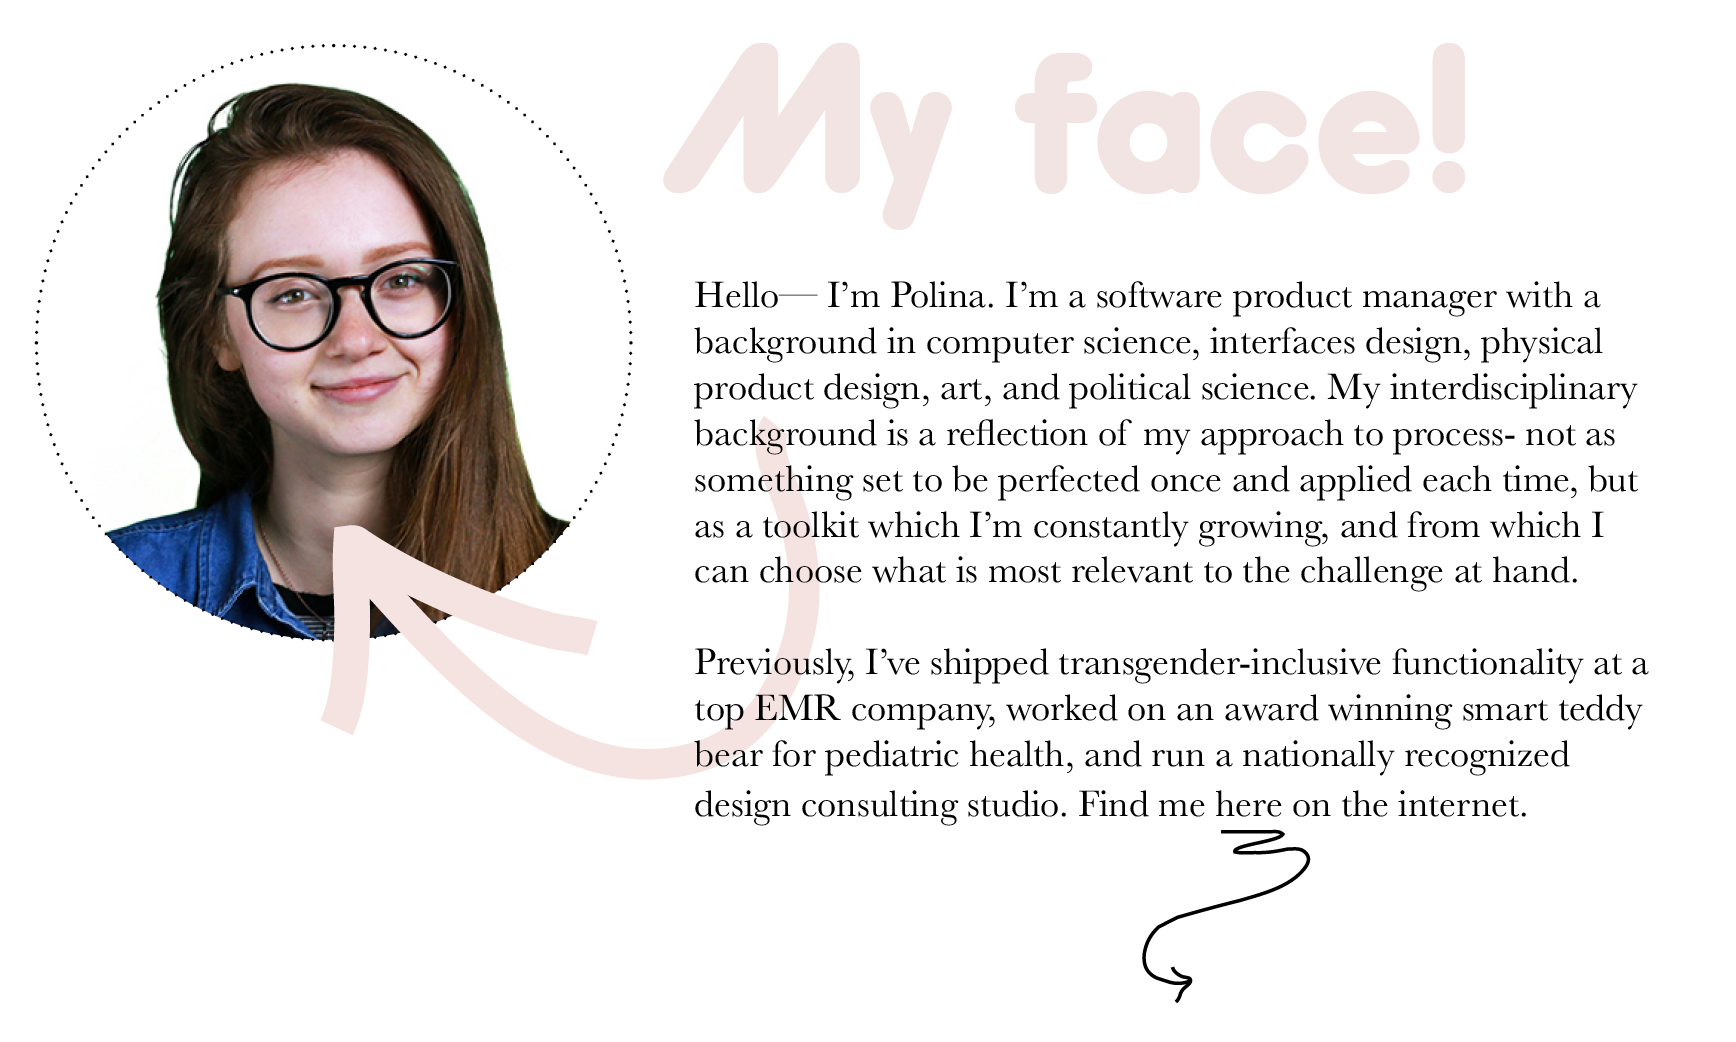 My face!
Hello— I’m Polina. I’m a software product manager with a
background in computer science, interfaces design, physical
product design, art, and political science. My interdisciplinary
background is a reflection of my approach to process- not as
something set to be perfected once and applied each time, but
as a toolkit which I’m constantly growing, and from which I
can choose what is most relevant to the challenge at hand.
Previously, I’ve shipped transgender-inclusive functionality at a
top EMR company, worked on an award winning smart teddy
bear for pediatric health, and run a nationally recognized
design consulting studio. Find me here on the internet.